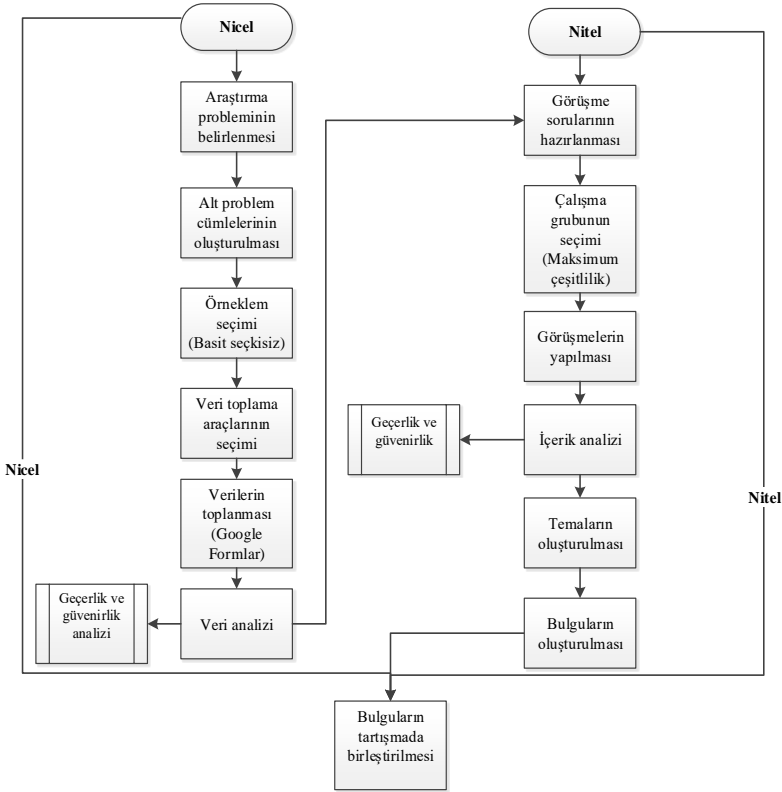 Nicel
Araştırma
probleminin
belirlenmesi
Alt problem
cümlelerinin
oluşturulması
Örneklem
seçimi
(Basit seçkisiz)
Veri toplama
araçlarının
seçimi
Verilerin
toplanması
(Google
Formlar)
Veri analizi
Geçerlik ve
güvenirlik
analizi
Nicel
Nitel
Görüşme
sorularının
hazırlanması
Çalışma
grubunun
seçimi
(Maksimum
çeşitlilik)
Görüşmelerin
yapılması
İçerik analizi
Geçerlik ve
güvenirlik
Temaların
oluşturulması
Bulguların
oluşturulması
Nitel
Bulguların
tartışmada
birleştirilmesi